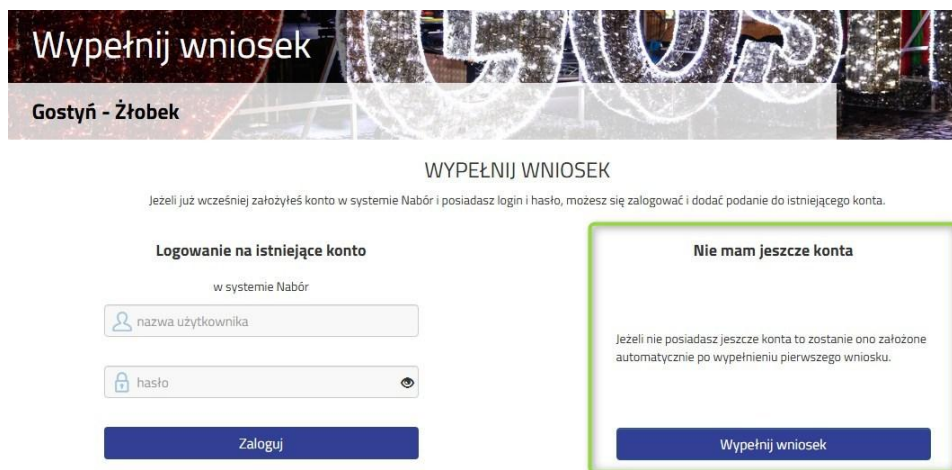 Wypełnij wniosek
Gostyń - Żłobek
WYPEŁNIJ WNIOSEK
Jeżeli już wcześniej założyłeś konto w systemie Nabór i posiadasz login i hasło, możesz się zalogować i dodać podanie do istniejącego konta.
Logowanie na istniejące konto
w systemie Nabór
nazwa użytkownika
hasło
Zaloguj
Nie mam jeszcze konta
Jeżeli nie posiadasz jeszcze konta to zostanie ono założone
automatycznie po wypełnieniu pierwszego wniosku.
Wypełnij wniosek